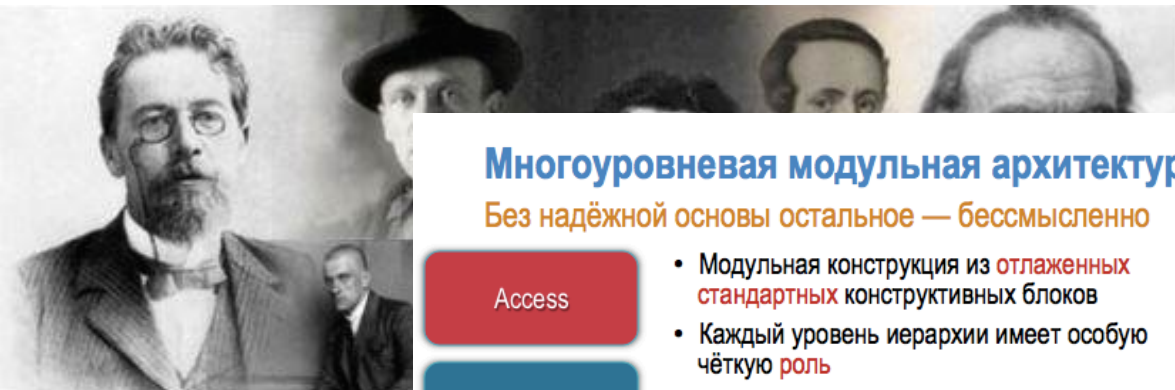 Многоуровневая модульная архитектур
Без надёжной основы остальное — бессмысленно
Access
• Модульная конструкция из отлаженных
стандартных конструктивных блоков
• Каждый уровень иерархии имеет особую
чёткую роль